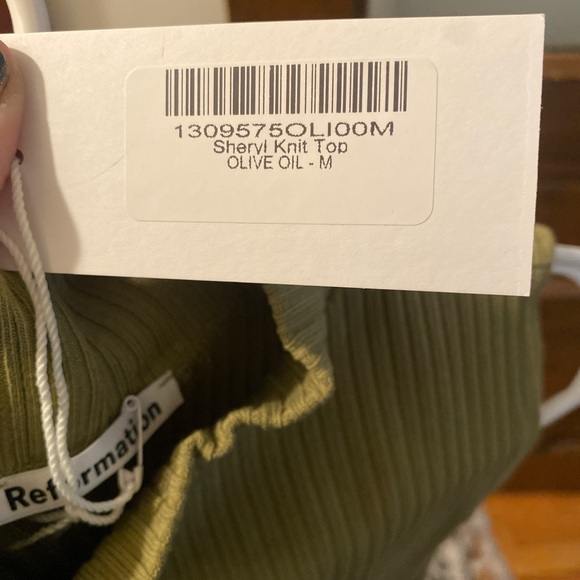 1309575OLI00M
Sheryl Knit Top
OLIVE OIL - M
Reformation